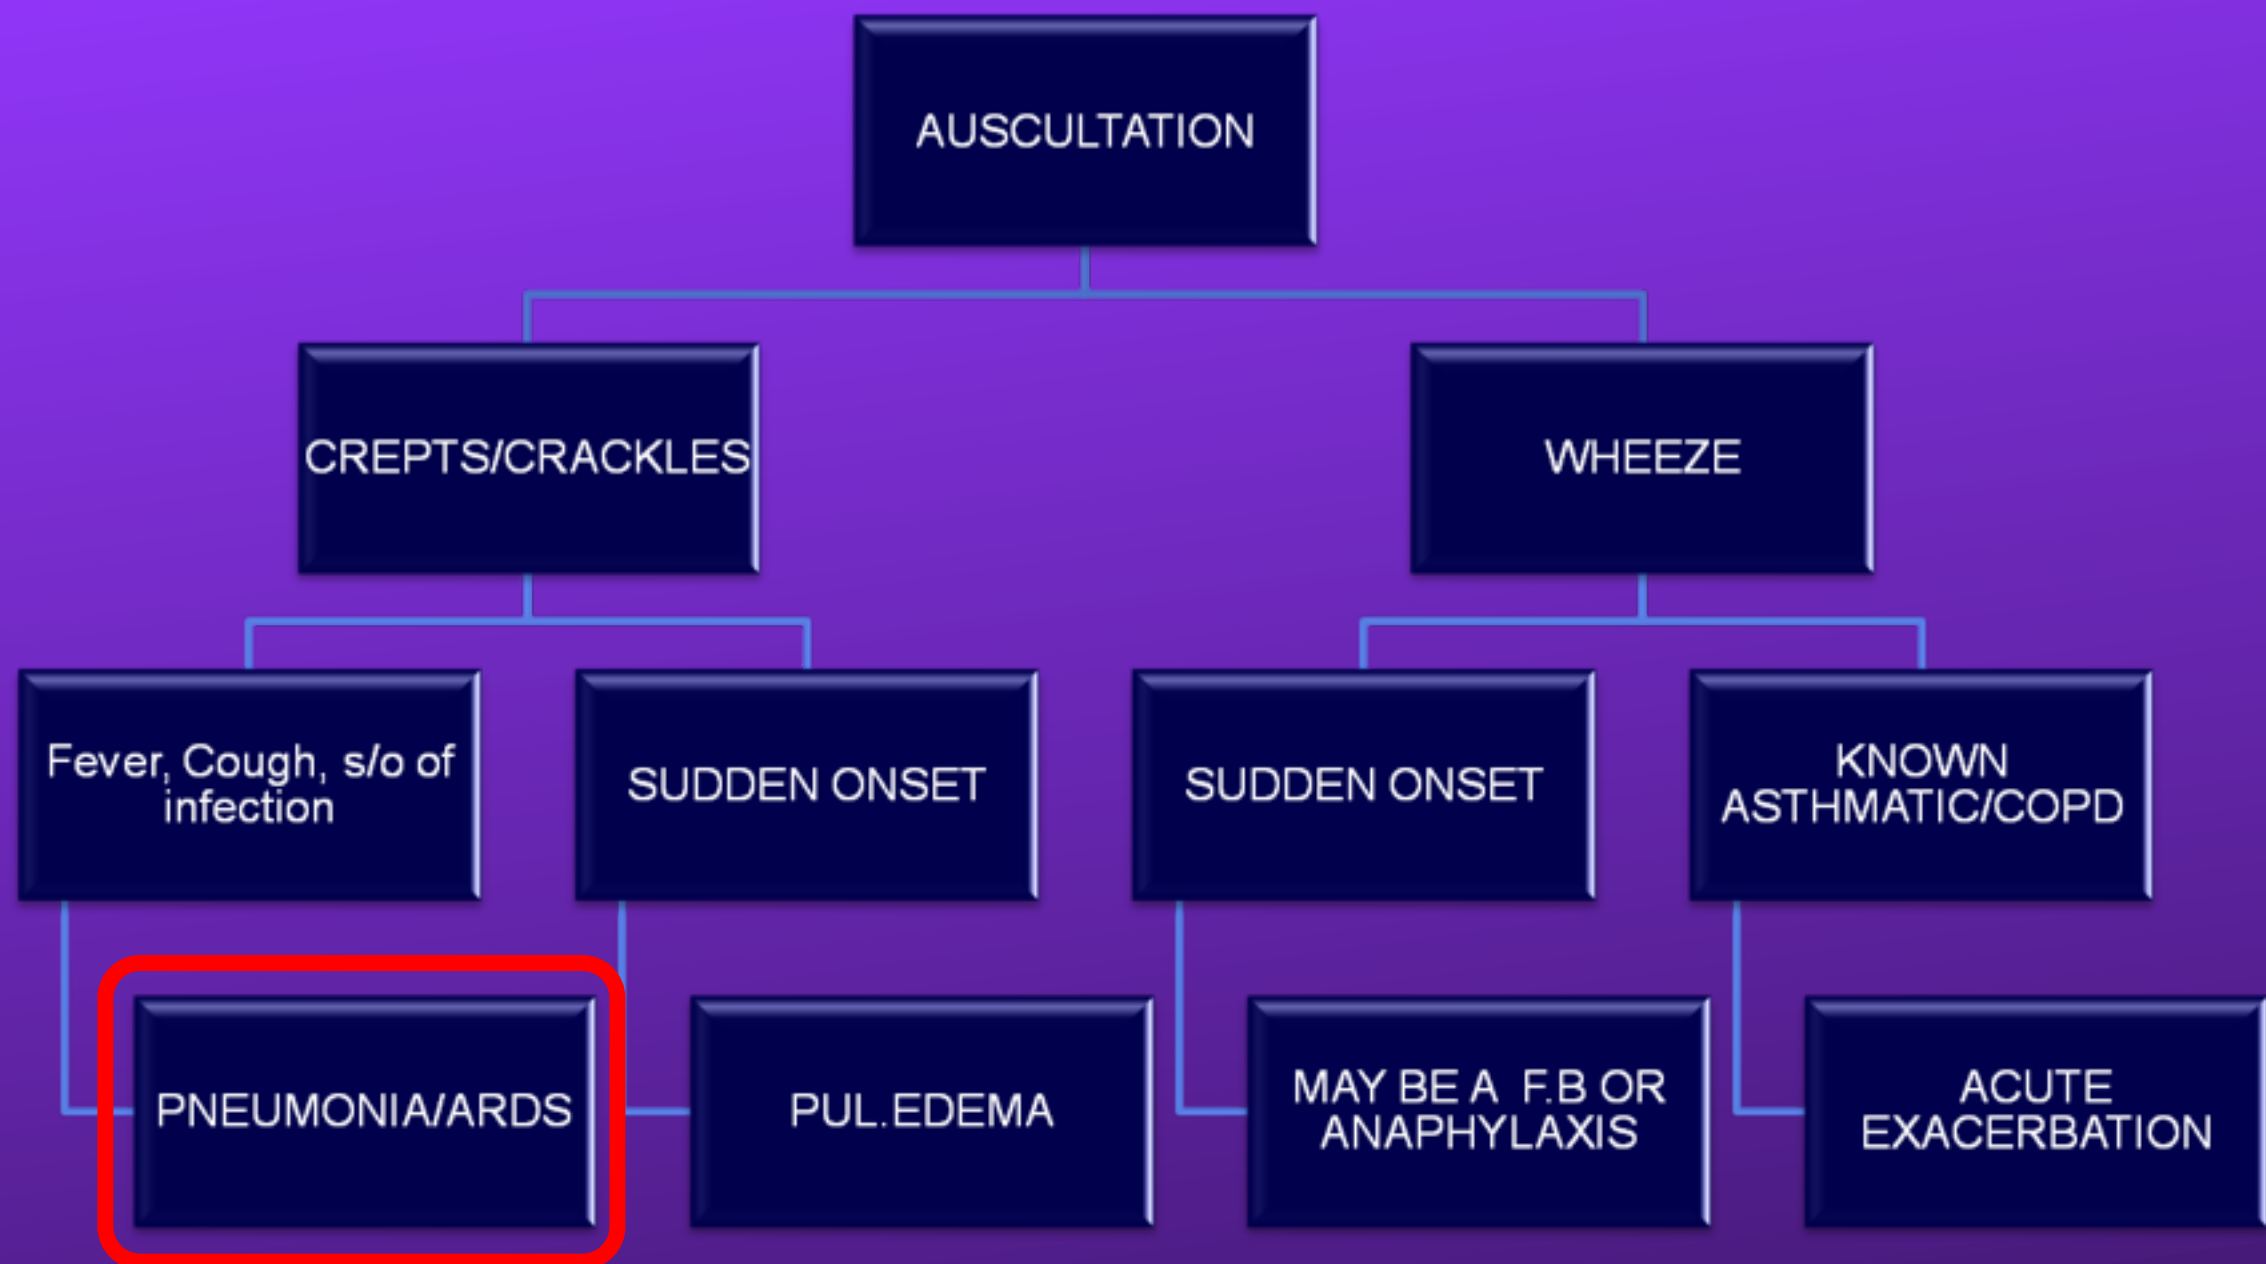 AUSCULTATION
CREPTS/CRACKLES
WHEEZE
Fever, Cough, s/o of
infection
SUDDEN ONSET
SUDDEN ONSET
KNOWN
ASTHMATIC/COPD
PNEUMONIA/ARDS
PUL.EDEMA
MAY BE A F.B OR
ANAPHYLAXIS
ACUTE
EXACERBATION